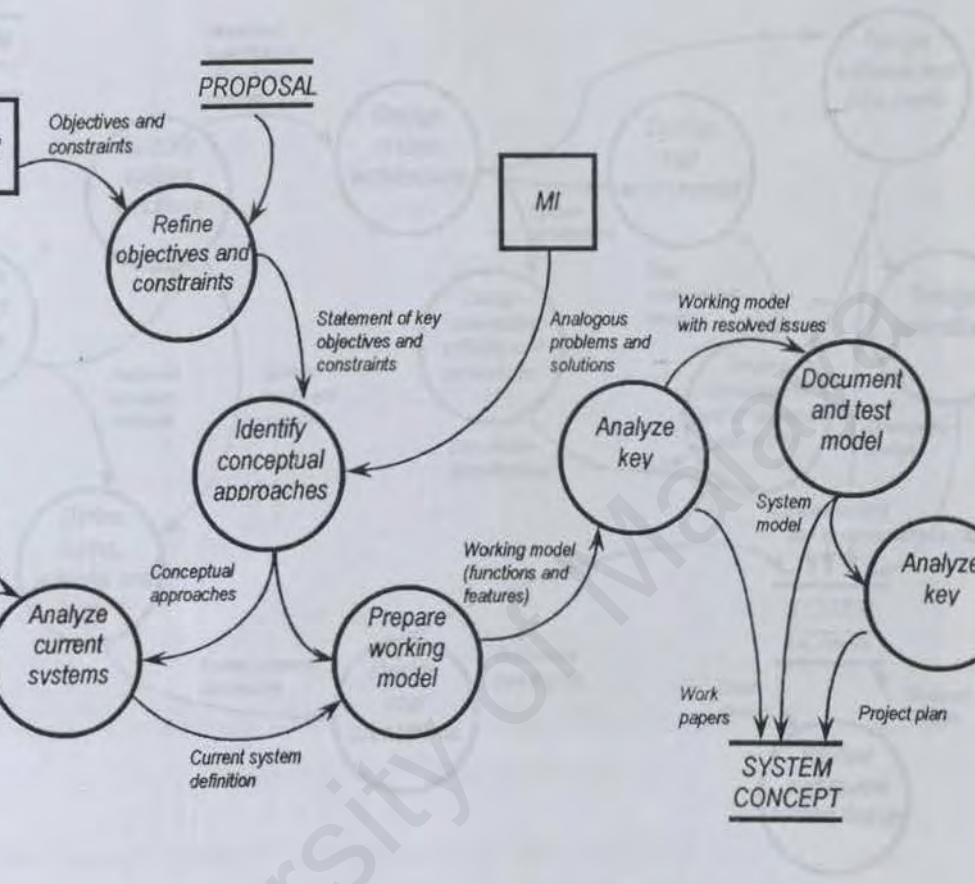 PROPOSAL
Objectives and
constraints
Refine
objectives and
constraints
MI
Statement of key
objectives and
constraints
Analogous
problems and
solutions
Working model
with resolved issues
Identify
conceptual
approaches
Analyze
key
Document
and test
model
System
model
Conceptual
approaches
Working model
(functions and
features)
Analyze
key
Analyze
current
systems
Prepare
working
model
Current system
definition
Work
papers
Project plan
SYSTEM
CONCEPT
University of Malaya